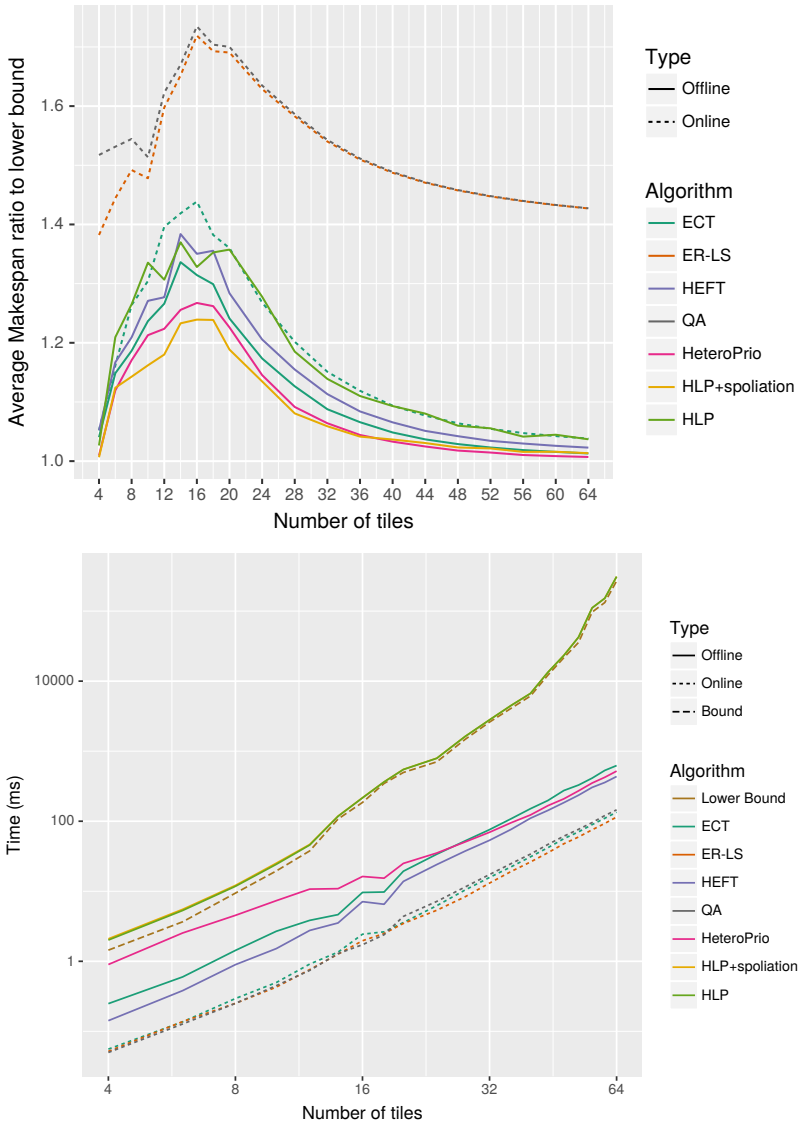 Average Makespan ratio to lower bound
1.6
1.4
1.2
1.0
4 8 12 16 20 24 28 32 36 40 44 48 52 56 60 64
Number of tiles
Type
Offline
Online
Algorithm
ECT
ER-LS
HEFT
QA
HeteroPrio
HLP+spoliation
HLP
Time (ms)
10000
100
1
4 8 16 32 64
Number of tiles
Type
Offline
Online
Bound
Algorithm
Lower Bound
ECT
ER-LS
HEFT
QA
HeteroPrio
HLP+spoliation
HLP